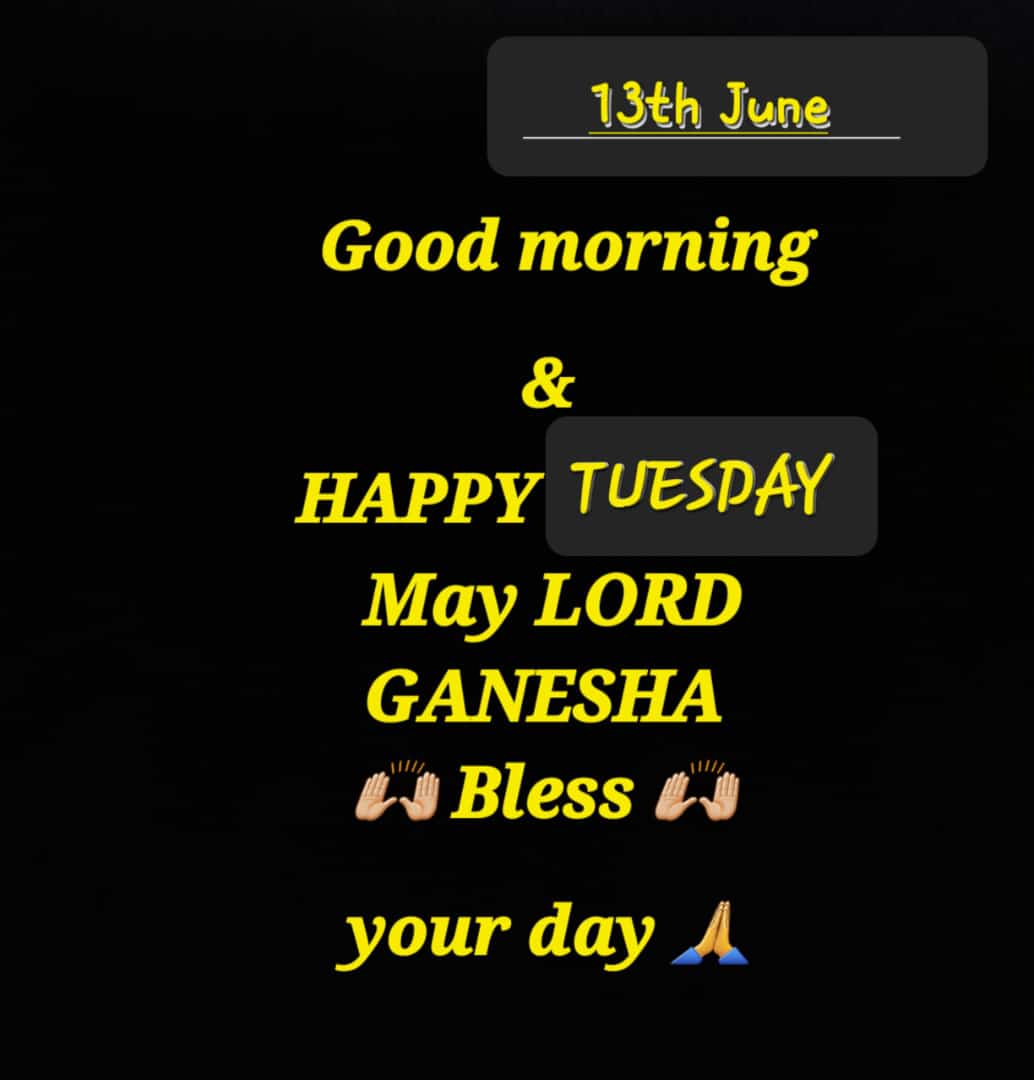 13th June
Good morning
&
HAPPY TUESDAY
May LORD
GANESHA
🙌🏼 Bless 🙌🏼
your day 🙏